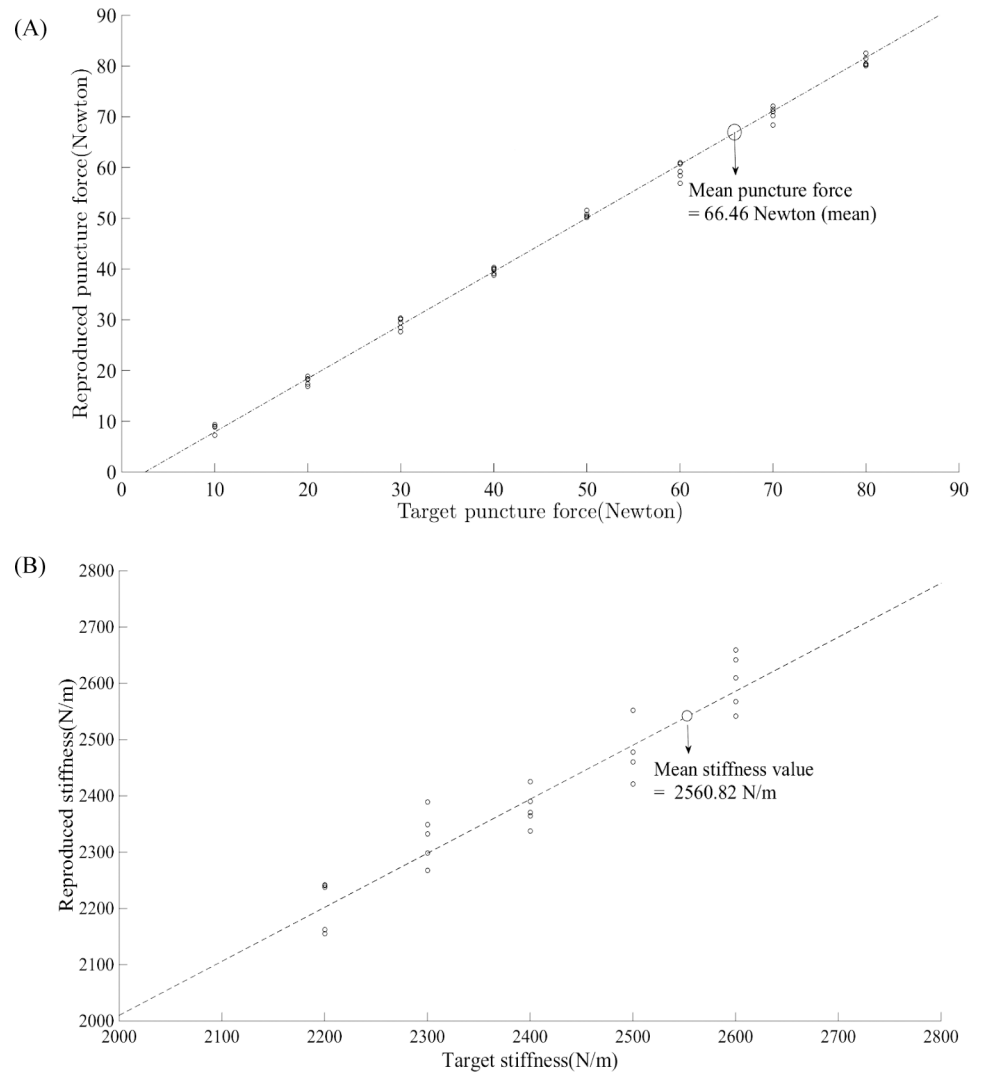 (A)
90
80
70
60
50
40
30
20
10
0
Reproduced puncture force(Newton)
Mean puncture force
= 66.46 Newton (mean)
0 10 20 30 40 50 60 70 80 90
Target puncture force(Newton)
(B)
2800
2700
2600
2500
2400
2300
2200
2100
2000
Reproduced stiffness(N/m)
Mean stiffness value
= 2560.82 N/m
2000 2100 2200 2300 2400 2500 2600 2700 2800
Target stiffness(N/m)